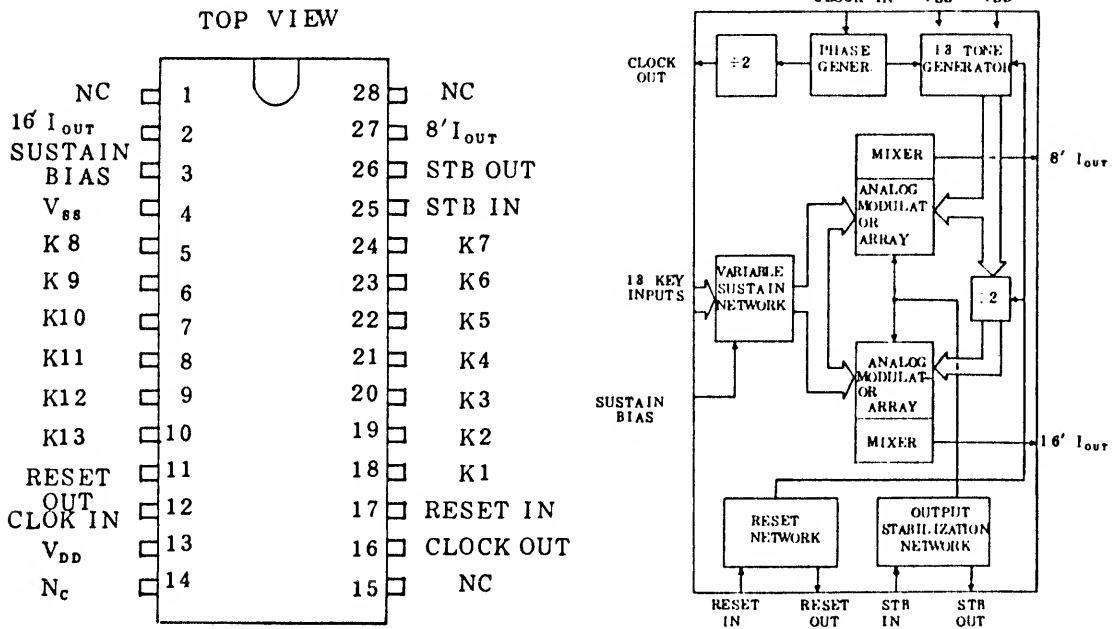 TOP VIEW
NC 1 28 NC
16' IOUT 2 27 8' IOUT
SUSTAIN BIAS 3 26 STB OUT
VSS 4 25 STB IN
K8 5 24 K7
K9 6 23 K6
K10 7 22 K5
K11 8 21 K4
K12 9 20 K3
K13 10 19 K2
RESET OUT 11 18 K1
CLOK IN 12 17 RESET IN
VDD 13 16 CLOCK OUT
NC 14 15 NC
CLOCK OUT
÷2
PHASE
GENER.
13 TONE
GENERATOR
MIXER
8' IOUT
ANALOG
MODULAT
OR
ARRAY
13 KEY
INPUTS
VARIABLE
SUSTAIN
NETWORK
÷2
SUSTAIN
BIAS
ANALOG
MODULAT-
OR
ARRAY
MIXER
16' IOUT
RESET
NETWORK
OUTPUT
STABILIZATION
NETWORK
RESET
IN
RESET
OUT
STB
IN
STB
OUT